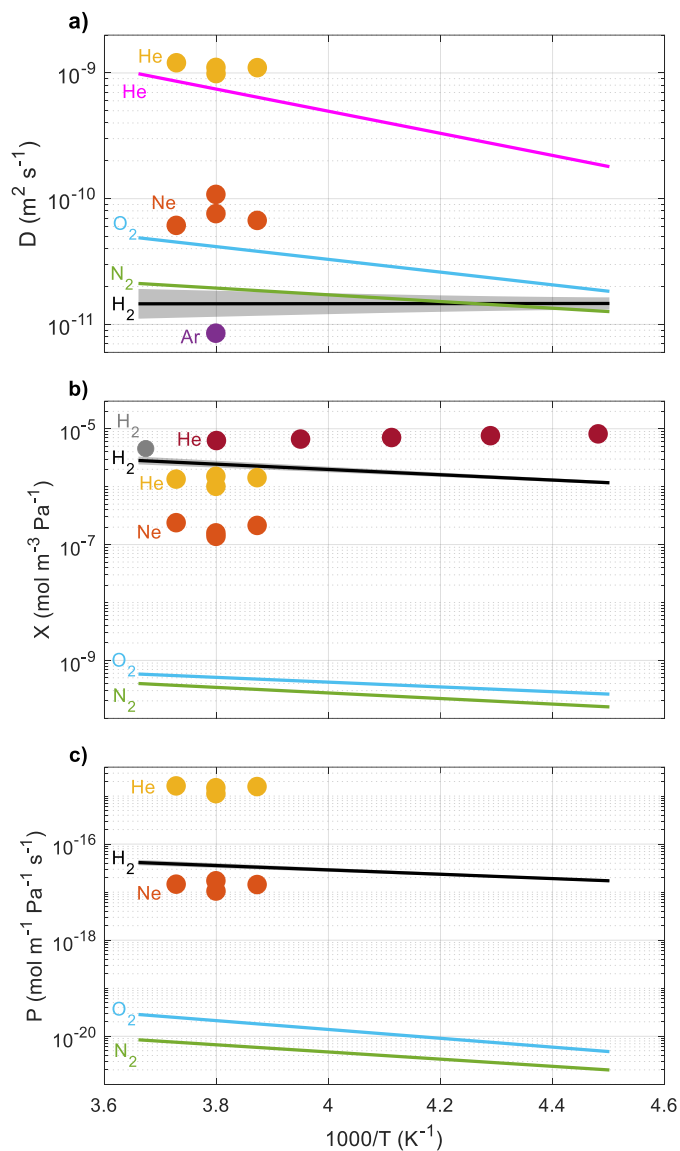 a)
10⁻⁹
10⁻¹⁰
10⁻¹¹
D (m² s⁻¹)
He
He
Ne
O₂
N₂
H₂
Ar
b)
10⁻⁵
10⁻⁷
10⁻⁹
X (mol m⁻³ Pa⁻¹)
H₂
He
H₂
He
Ne
O₂
N₂
c)
10⁻¹⁶
10⁻¹⁸
10⁻²⁰
P (mol m⁻¹ Pa⁻¹ s⁻¹)
He
H₂
Ne
O₂
N₂
3.6 3.8 4 4.2 4.4 4.6
1000/T (K⁻¹)